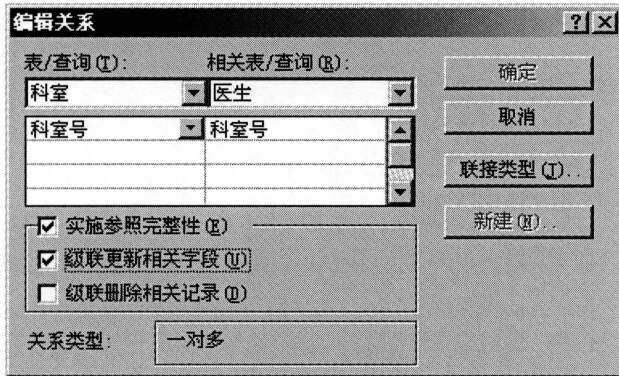 编辑关系
表/查询(T): 相关表/查询(R):
科室 医生
科室号 科室号
实施参照完整性(E)
级联更新相关字段(U)
级联删除相关记录(D)
关系类型: 一对多
确定
取消
联接类型(J)..
新建(N)..